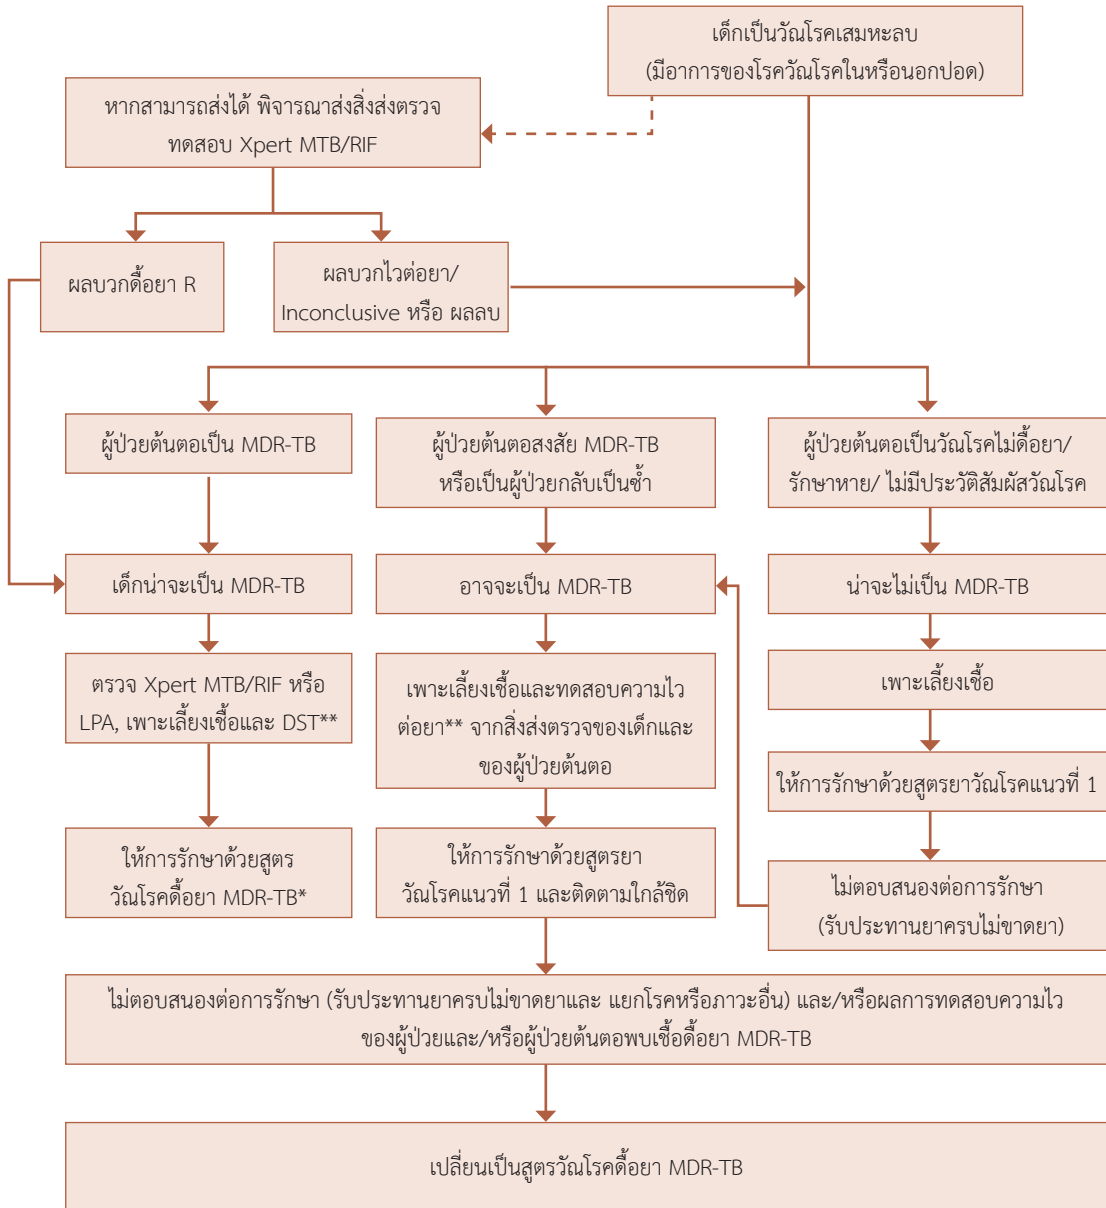 เด็กเป็นวัณโรคเสมหะลบ
(มีอาการของโรควัณโรคในหรือนอกปอด)
หากสามารถส่งได้ พิจารณาส่งสิ่งส่งตรวจ
ทดสอบ Xpert MTB/RIF
ผลบวกดื้อยา R
ผลบวกไวต่อยา/
Inconclusive หรือ ผลลบ
ผู้ป่วยต้นตอเป็น MDR-TB
ผู้ป่วยต้นตอสงสัย MDR-TB
หรือเป็นผู้ป่วยกลับเป็นซ้ำ
ผู้ป่วยต้นตอเป็นวัณโรคไม่ดื้อยา/
รักษาหาย/ ไม่มีประวัติสัมผัสวัณโรค
เด็กน่าจะเป็น MDR-TB
อาจจะเป็น MDR-TB
น่าจะไม่เป็น MDR-TB
ตรวจ Xpert MTB/RIF หรือ
LPA, เพาะเลี้ยงเชื้อและ DST**
เพาะเลี้ยงเชื้อและทดสอบความไว
ต่อยา** จากสิ่งส่งตรวจของเด็กและ
ของผู้ป่วยต้นตอ
เพาะเลี้ยงเชื้อ
ให้การรักษาด้วยสูตรยาวัณโรคแนวที่ 1
ให้การรักษาด้วยสูตร
วัณโรคดื้อยา MDR-TB*
ให้การรักษาด้วยสูตรยา
วัณโรคแนวที่ 1 และติดตามใกล้ชิด
ไม่ตอบสนองต่อการรักษา
(รับประทานยาครบไม่ขาดยา)
ไม่ตอบสนองต่อการรักษา (รับประทานยาครบไม่ขาดยาและ แยกโรคหรือภาวะอื่น) และ/หรือผลการทดสอบความไว
ของผู้ป่วยและ/หรือผู้ป่วยต้นตอพบเชื้อดื้อยา MDR-TB
เปลี่ยนเป็นสูตรวัณโรคดื้อยา MDR-TB